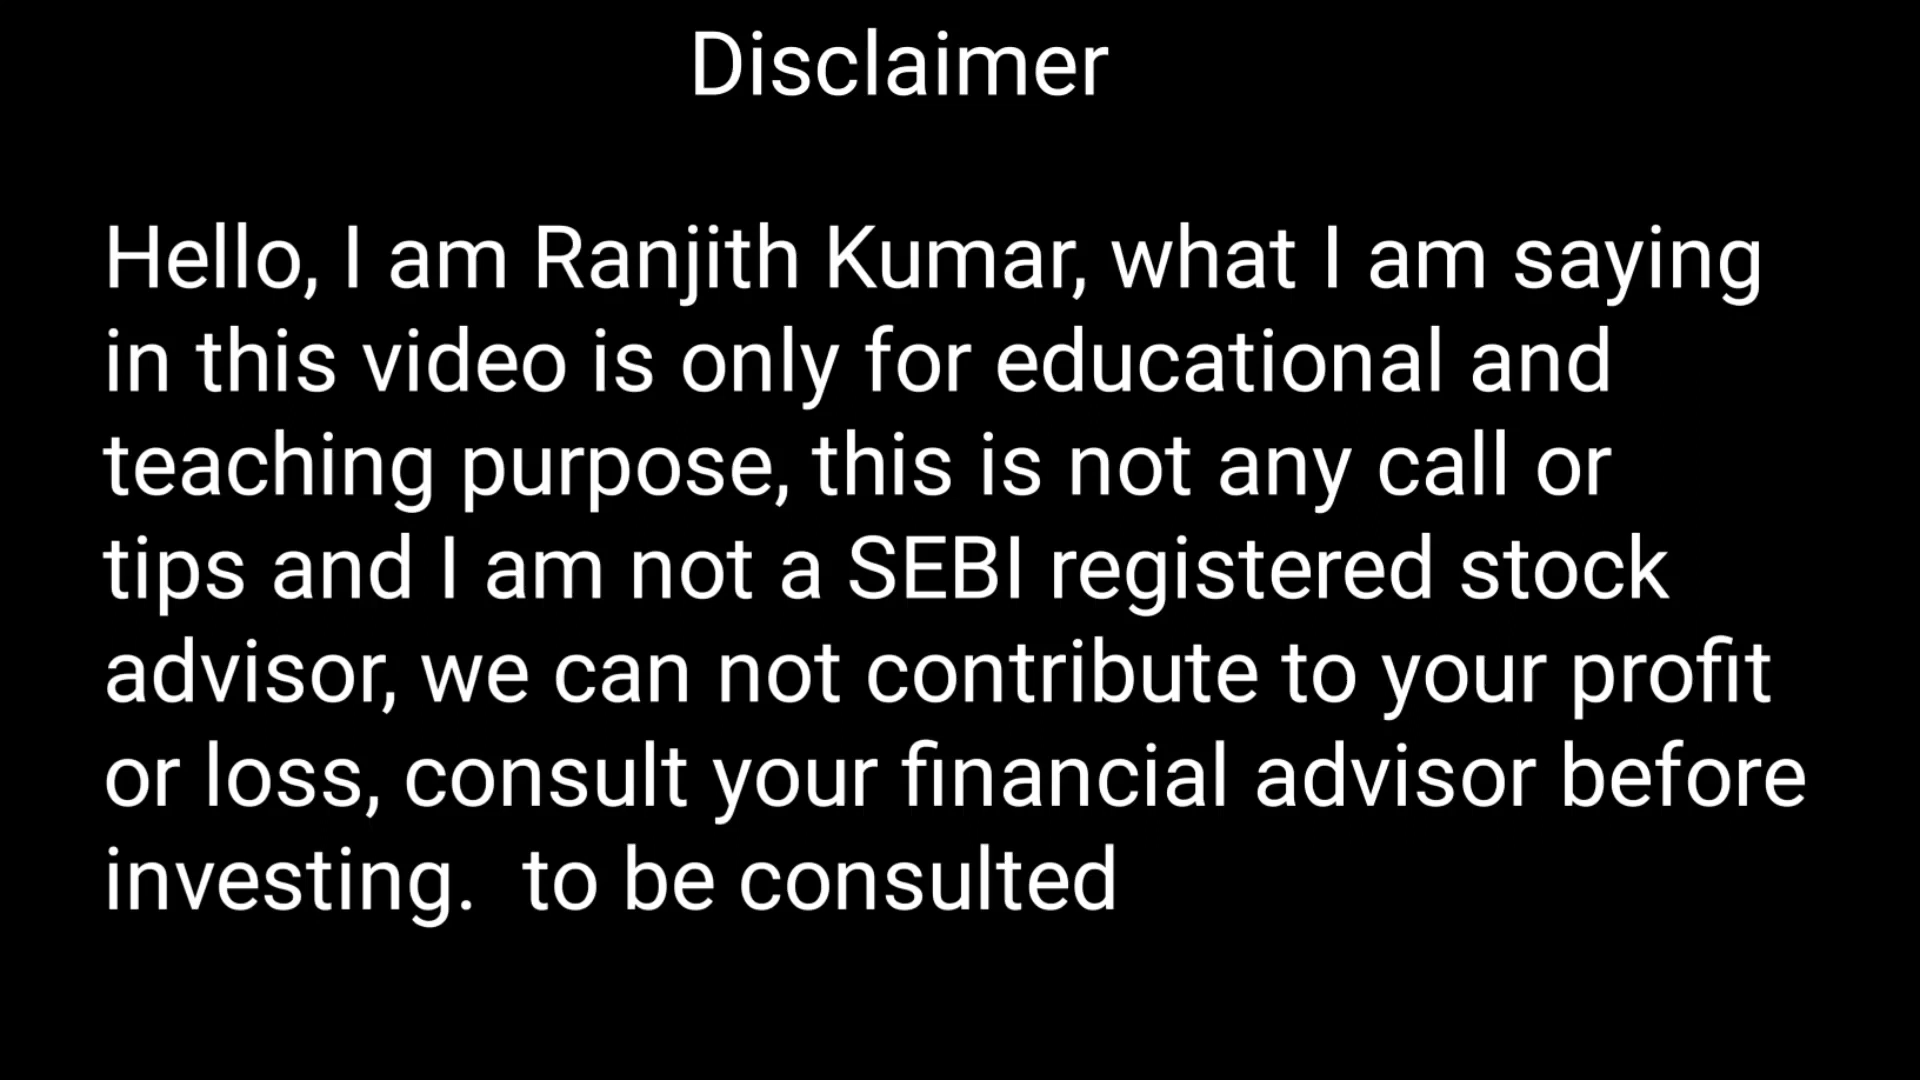 Disclaimer
Hello, I am Ranjith Kumar, what I am saying
in this video is only for educational and
teaching purpose, this is not any call or
tips and I am not a SEBI registered stock
advisor, we can not contribute to your profit
or loss, consult your financial advisor before
investing.  to be consulted